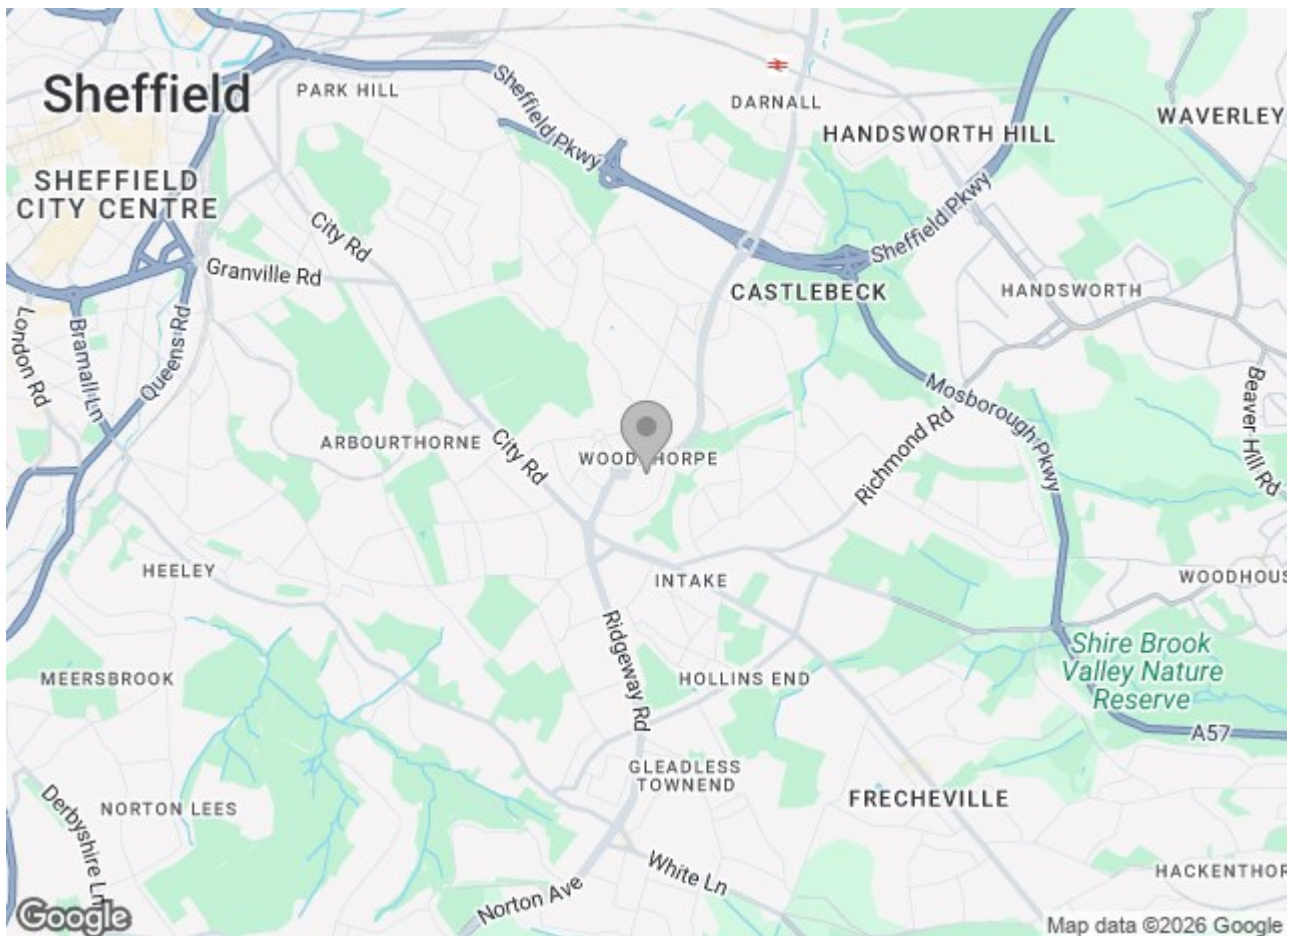 Sheffield
PARK HILL
Sheffield Pkwy
DARNALL
HANDSWORTH HILL
WAVERLEY
SHEFFIELD
CITY CENTRE
City Rd
Granville Rd
Sheffield Pkwy
CASTLEBECK
HANDSWORTH
London Rd
Bramall Ln
Queens Rd
Mosborough Pkwy
Beaver Hill Rd
ARBOURTHORNE
City Rd
WOODTHORPE
Richmond Rd
HEELEY
INTAKE
WOODHOUS
Ridgeway Rd
Shire Brook
Valley Nature
Reserve
MEERSBROOK
HOLLINS END
A57
GLEADLESS
TOWNEND
Derbyshire Ln
NORTON LEES
FRECHEVILLE
White Ln
HACKENTHOR
Norton Ave
Google
Map data ©2026 Google